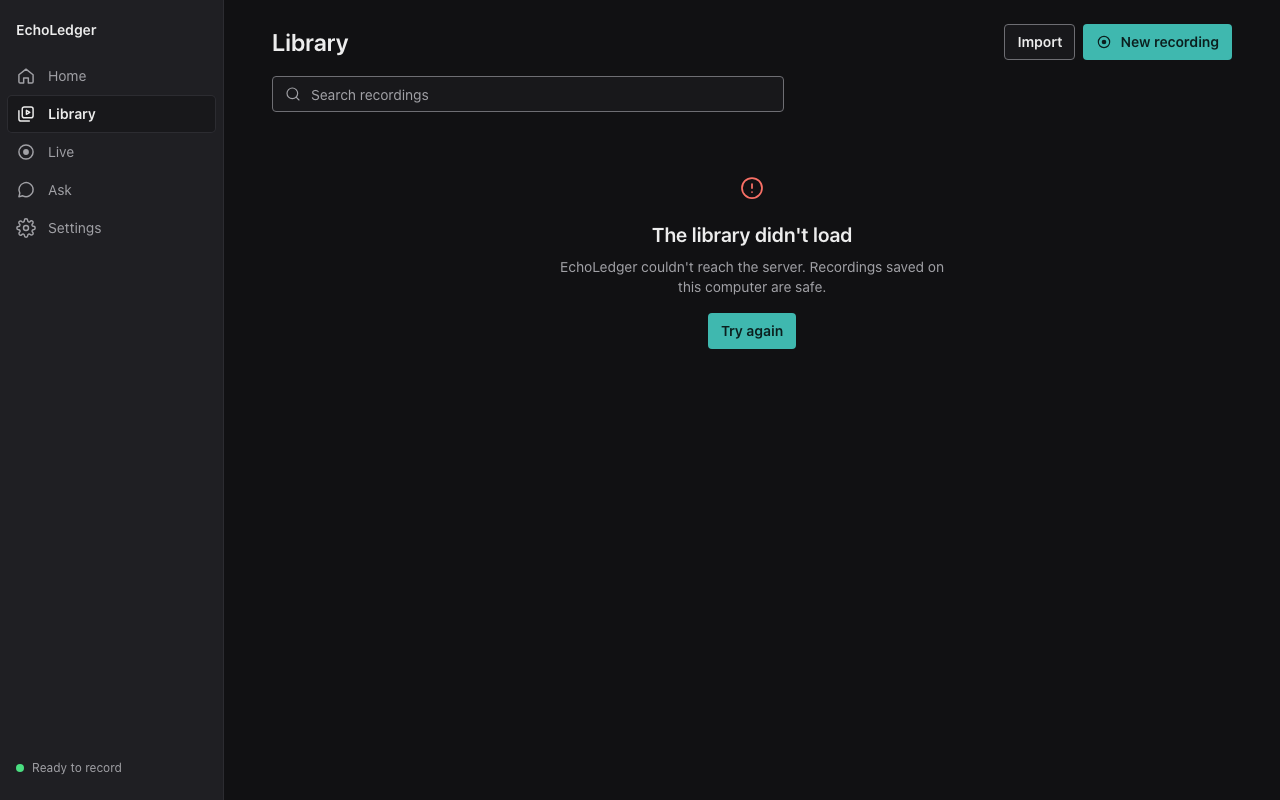 EchoLedger
Home
Library
Live
Ask
Settings
Ready to record
Library
Import
New recording
Search recordings
The library didn't load
EchoLedger couldn't reach the server. Recordings saved on
this computer are safe.
Try again